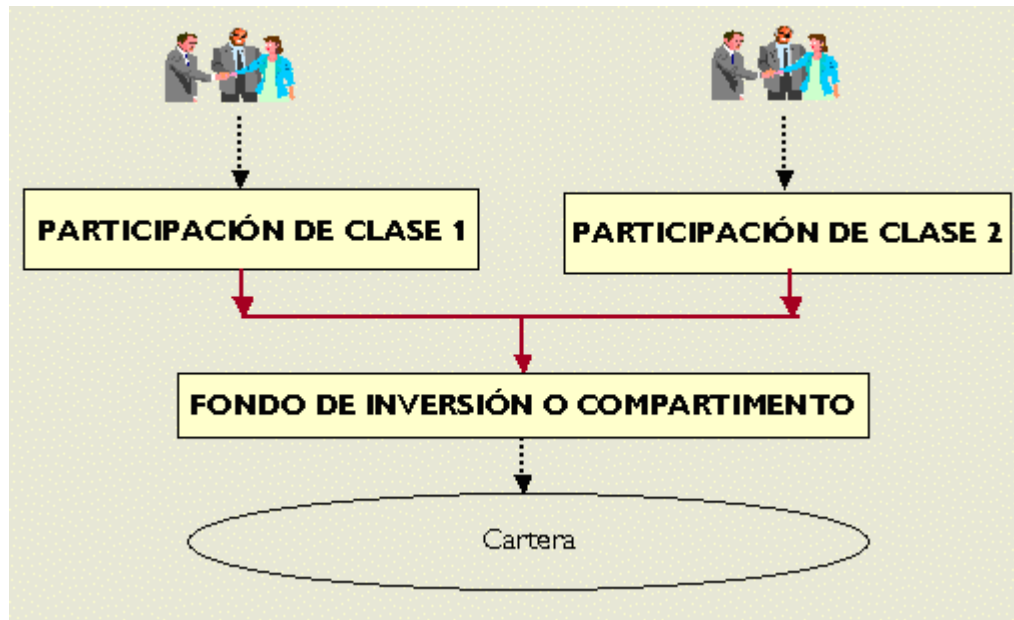 PARTICIPACIÓN DE CLASE 1
PARTICIPACIÓN DE CLASE 2
FONDO DE INVERSIÓN O COMPARTIMENTO
Cartera